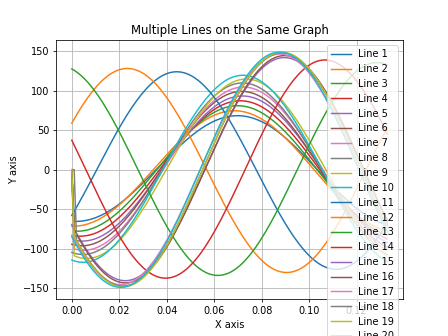 Multiple Lines on the Same Graph
150
100
50
0
−50
−100
−150
Y axis
0.00
0.02
0.04
0.06
0.08
0.10
X axis
Line 1
Line 2
Line 3
Line 4
Line 5
Line 6
Line 7
Line 8
Line 9
Line 10
Line 11
Line 12
Line 13
Line 14
Line 15
Line 16
Line 17
Line 18
Line 19
Line 20